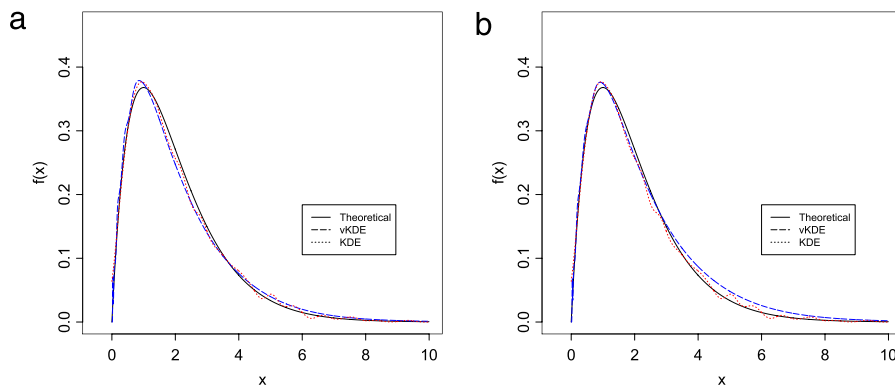 a
f(x)
0.4
0.3
0.2
0.1
0.0
Theoretical
vKDE
KDE
0 2 4 6 8 10
x
b
f(x)
0.4
0.3
0.2
0.1
0.0
Theoretical
vKDE
KDE
0 2 4 6 8 10
x